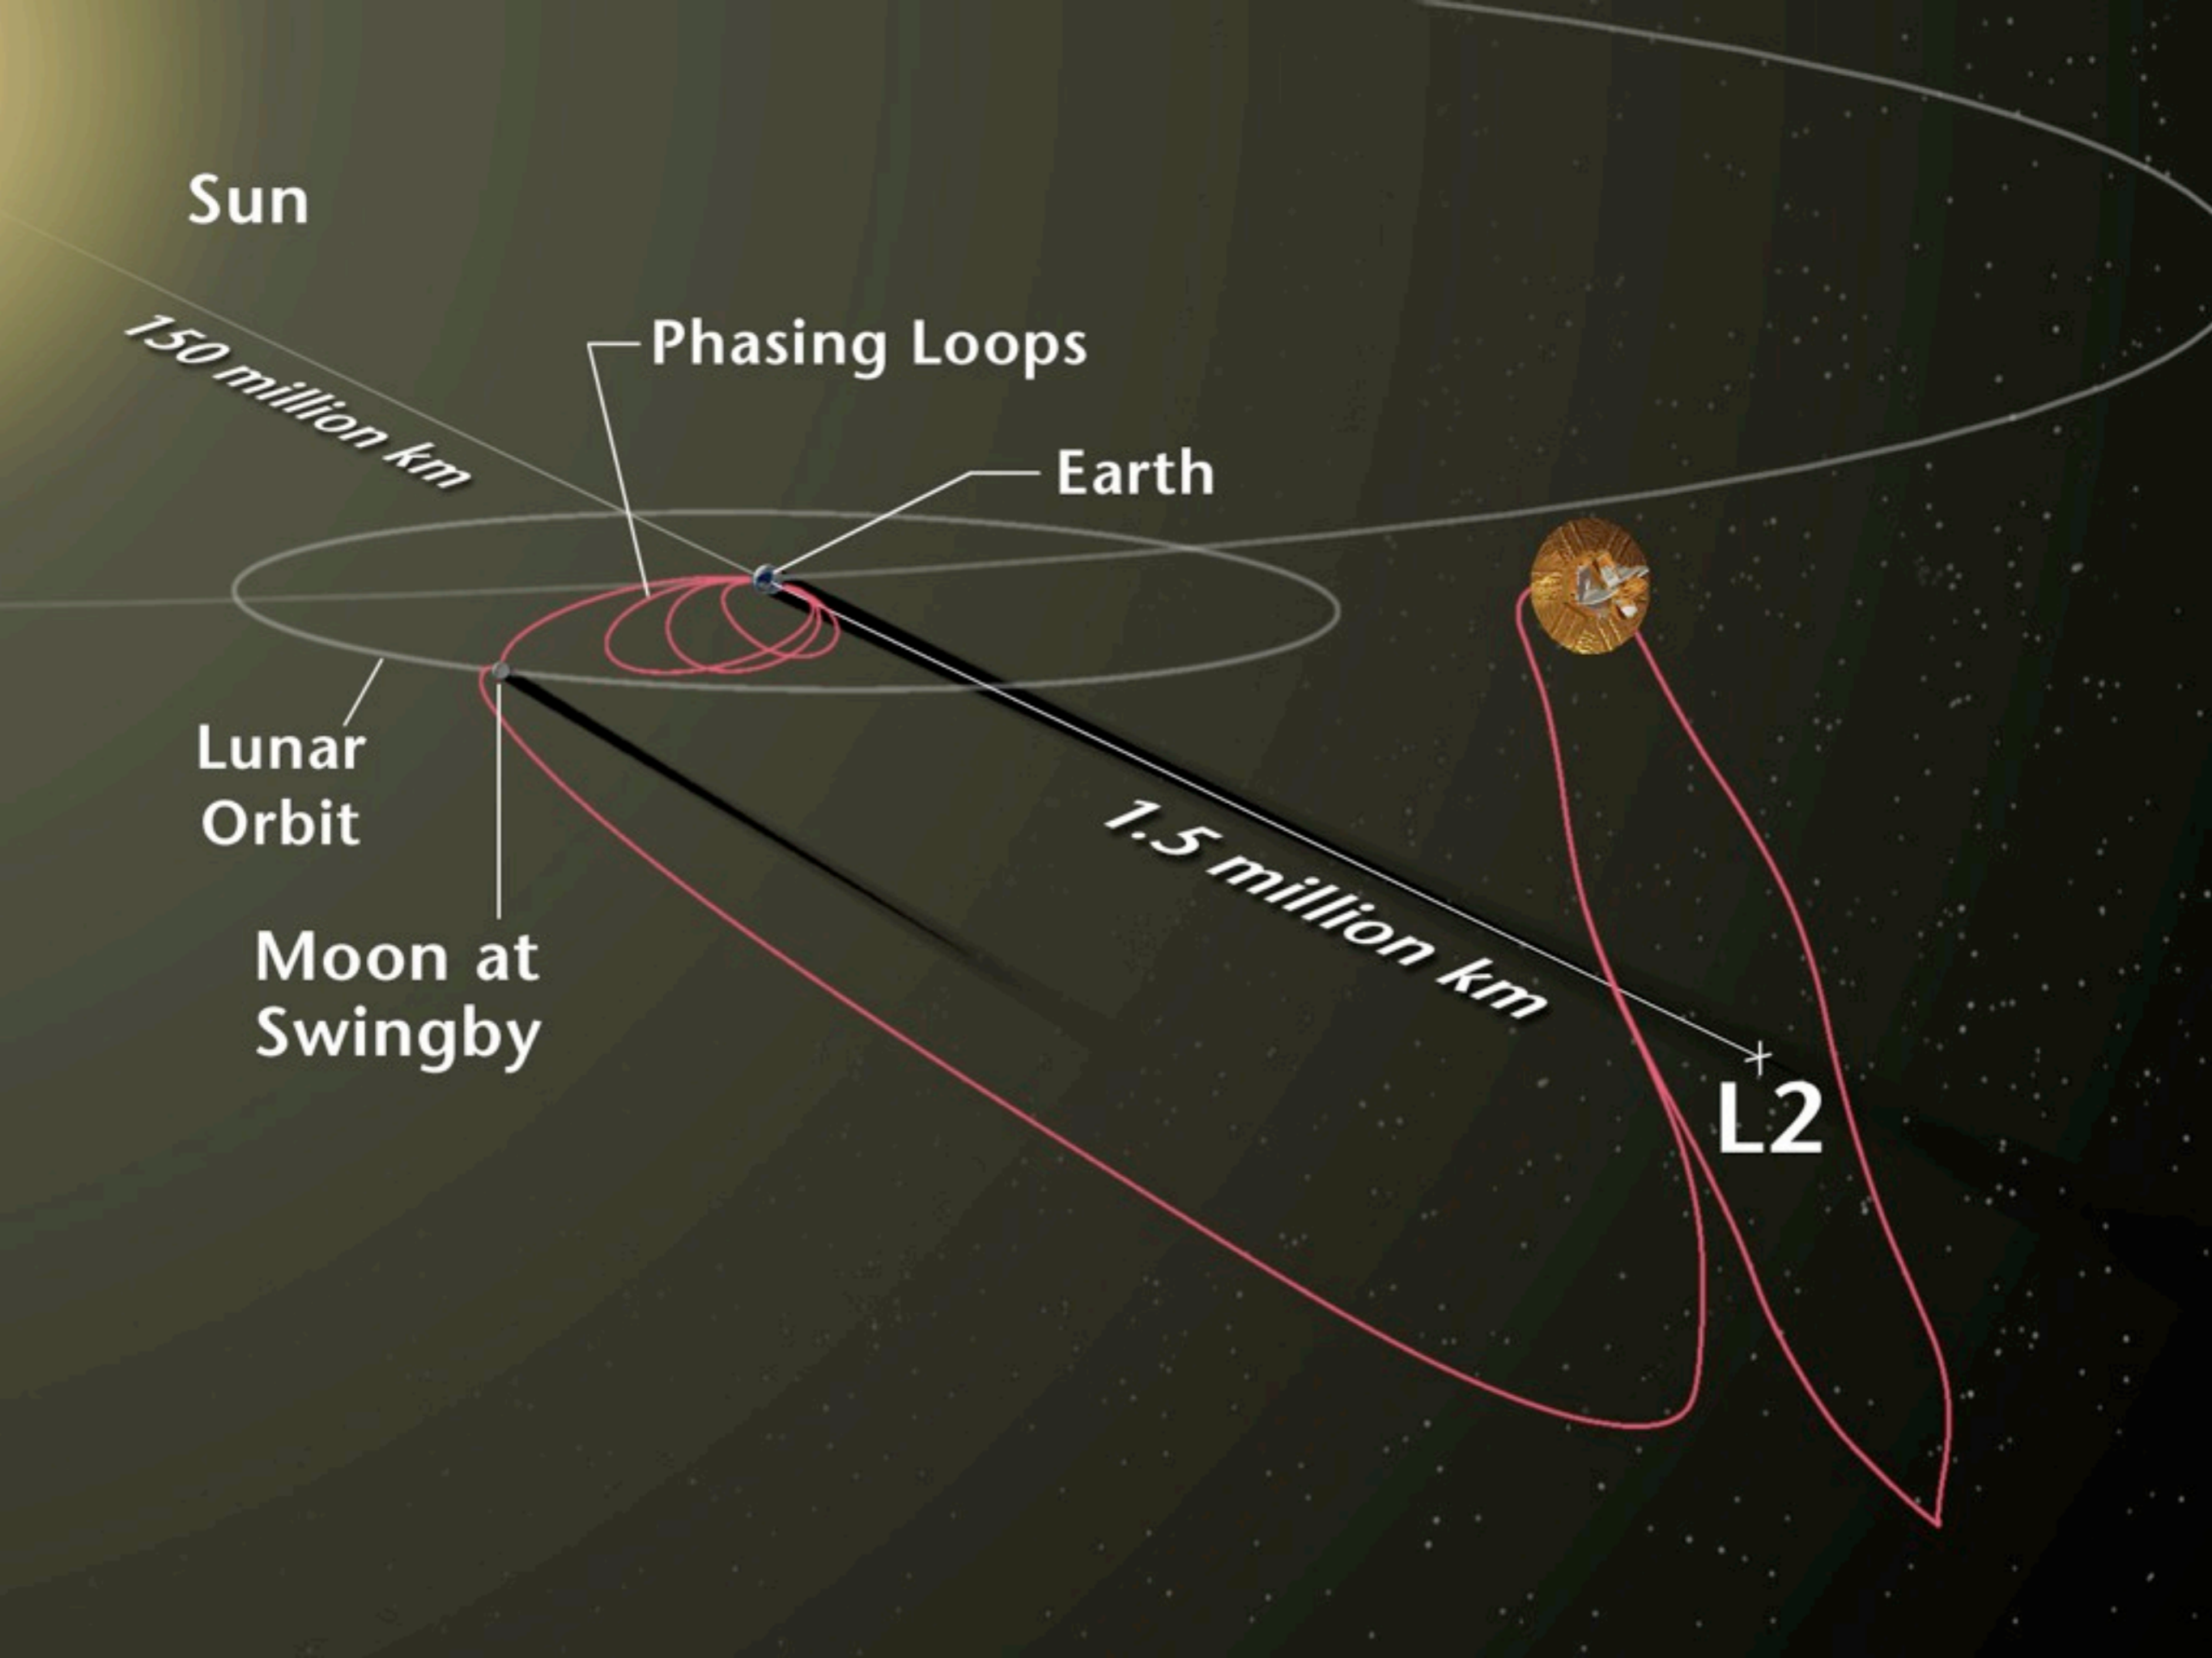 Sun
150 million km
Phasing Loops
Earth
Lunar
Orbit
Moon at
Swingby
1.5 million km
L2